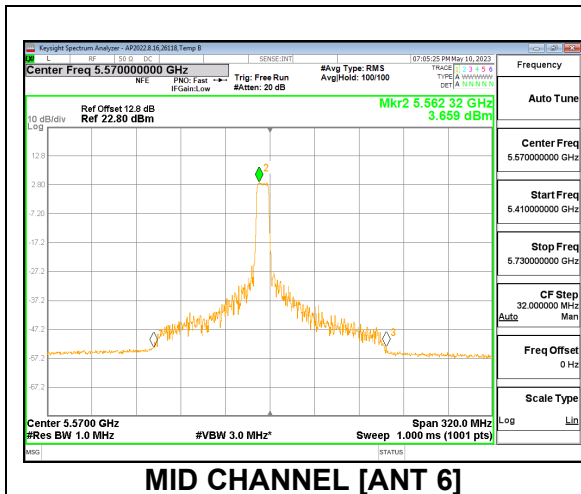 Keysight Spectrum Analyzer - AP2022.8.16,26118,Temp B
L RF 50 Ω DC SENSE:INT 07:05:25 PM May 10, 2023
Center Freq 5.570000000 GHz
NFE PNO: Fast Trig: Free Run #Avg Type: RMS TRACE 1 2 3 4 5 6
IFGain:Low #Atten: 20 dB Avg|Hold: 100/100 TYPE A WWWWW
DET A N N N N N
Frequency
Auto Tune
Ref Offset 12.8 dB Mkr2 5.562 32 GHz
10 dB/div Ref 22.80 dBm 3.659 dBm
Log
12.8
2.80
-7.20
-17.2
-27.2
-37.2
-47.2
-57.2
-67.2
2
3
Center Freq
5.570000000 GHz
Start Freq
5.410000000 GHz
Stop Freq
5.730000000 GHz
CF Step
32.000000 MHz
Auto Man
Freq Offset
0 Hz
Scale Type
Log Lin
Center 5.5700 GHz Span 320.0 MHz
#Res BW 1.0 MHz #VBW 3.0 MHz* Sweep 1.000 ms (1001 pts)
MSG STATUS
MID CHANNEL [ANT 6]